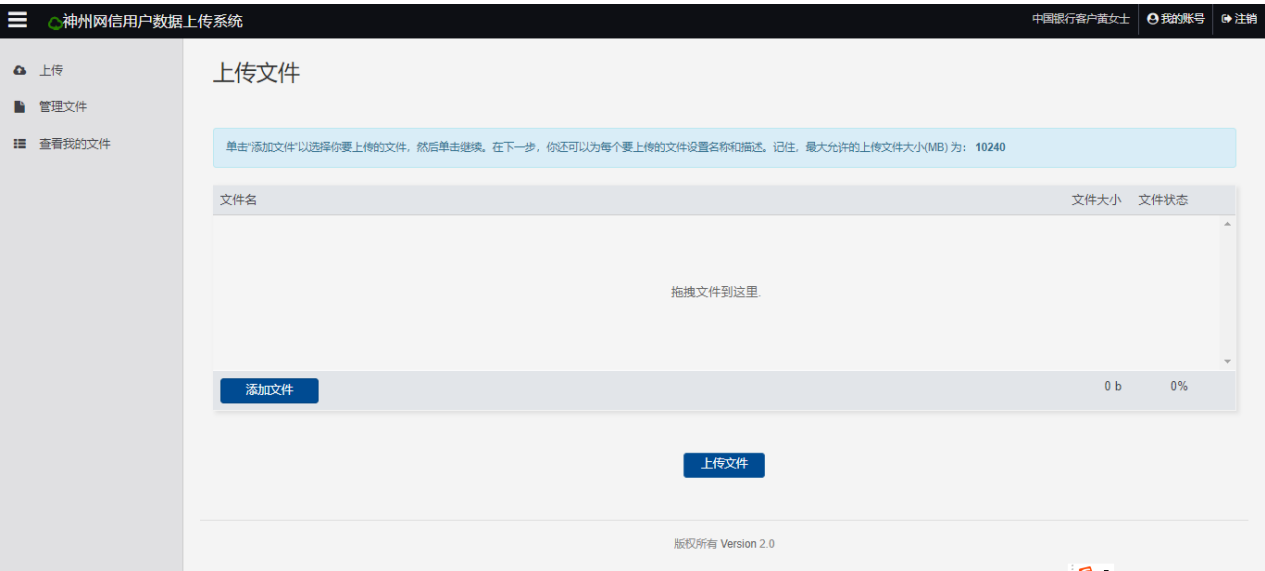 神州网信用户数据上传系统
中国银行客户黄女士 我的账号 注销
上传
管理文件
查看我的文件
上传文件
单击“添加文件”以选择你要上传的文件，然后单击继续。在下一步，你还可以为每个要上传的文件设置名称和描述。记住，最大允许的上传文件大小(MB) 为： 10240
文件名 文件大小 文件状态
拖拽文件到这里.
添加文件 0 b 0%
上传文件
版权所有 Version 2.0